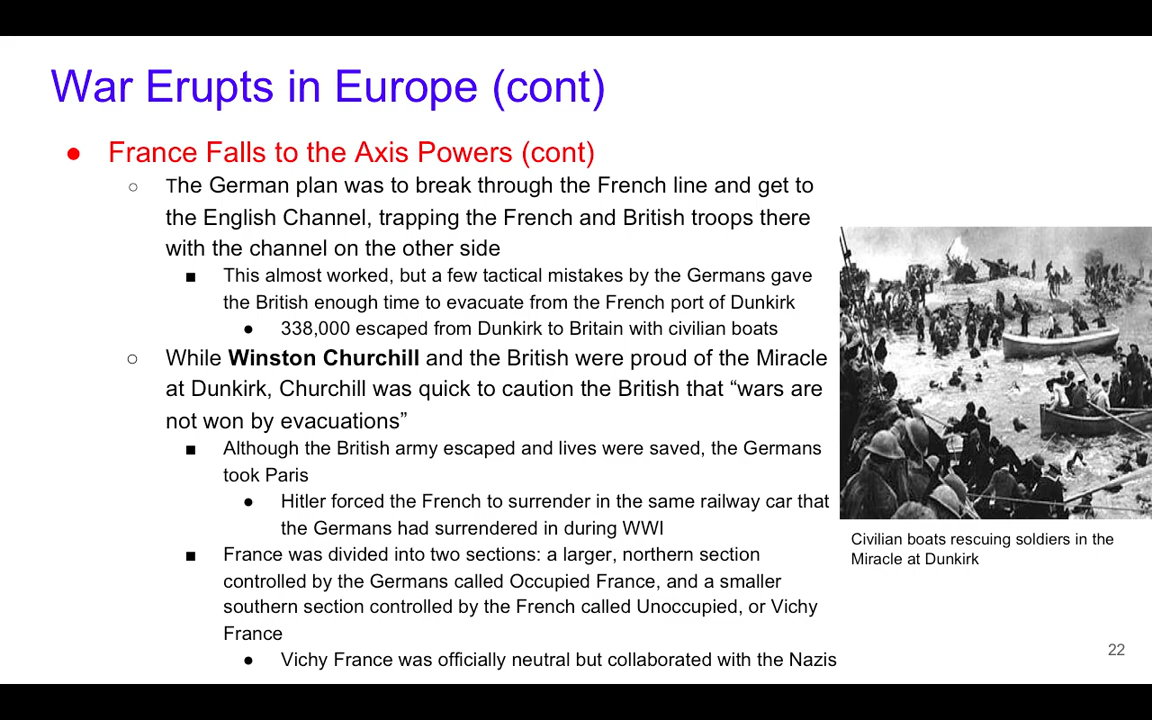 War Erupts in Europe (cont)
● France Falls to the Axis Powers (cont)
○ The German plan was to break through the French line and get to
the English Channel, trapping the French and British troops there
with the channel on the other side
■ This almost worked, but a few tactical mistakes by the Germans gave
the British enough time to evacuate from the French port of Dunkirk
● 338,000 escaped from Dunkirk to Britain with civilian boats
○ While Winston Churchill and the British were proud of the Miracle
at Dunkirk, Churchill was quick to caution the British that “wars are
not won by evacuations”
■ Although the British army escaped and lives were saved, the Germans
took Paris
● Hitler forced the French to surrender in the same railway car that
the Germans had surrendered in during WWI
■ France was divided into two sections: a larger, northern section
controlled by the Germans called Occupied France, and a smaller
southern section controlled by the French called Unoccupied, or Vichy
France
● Vichy France was officially neutral but collaborated with the Nazis
Civilian boats rescuing soldiers in the
Miracle at Dunkirk
22